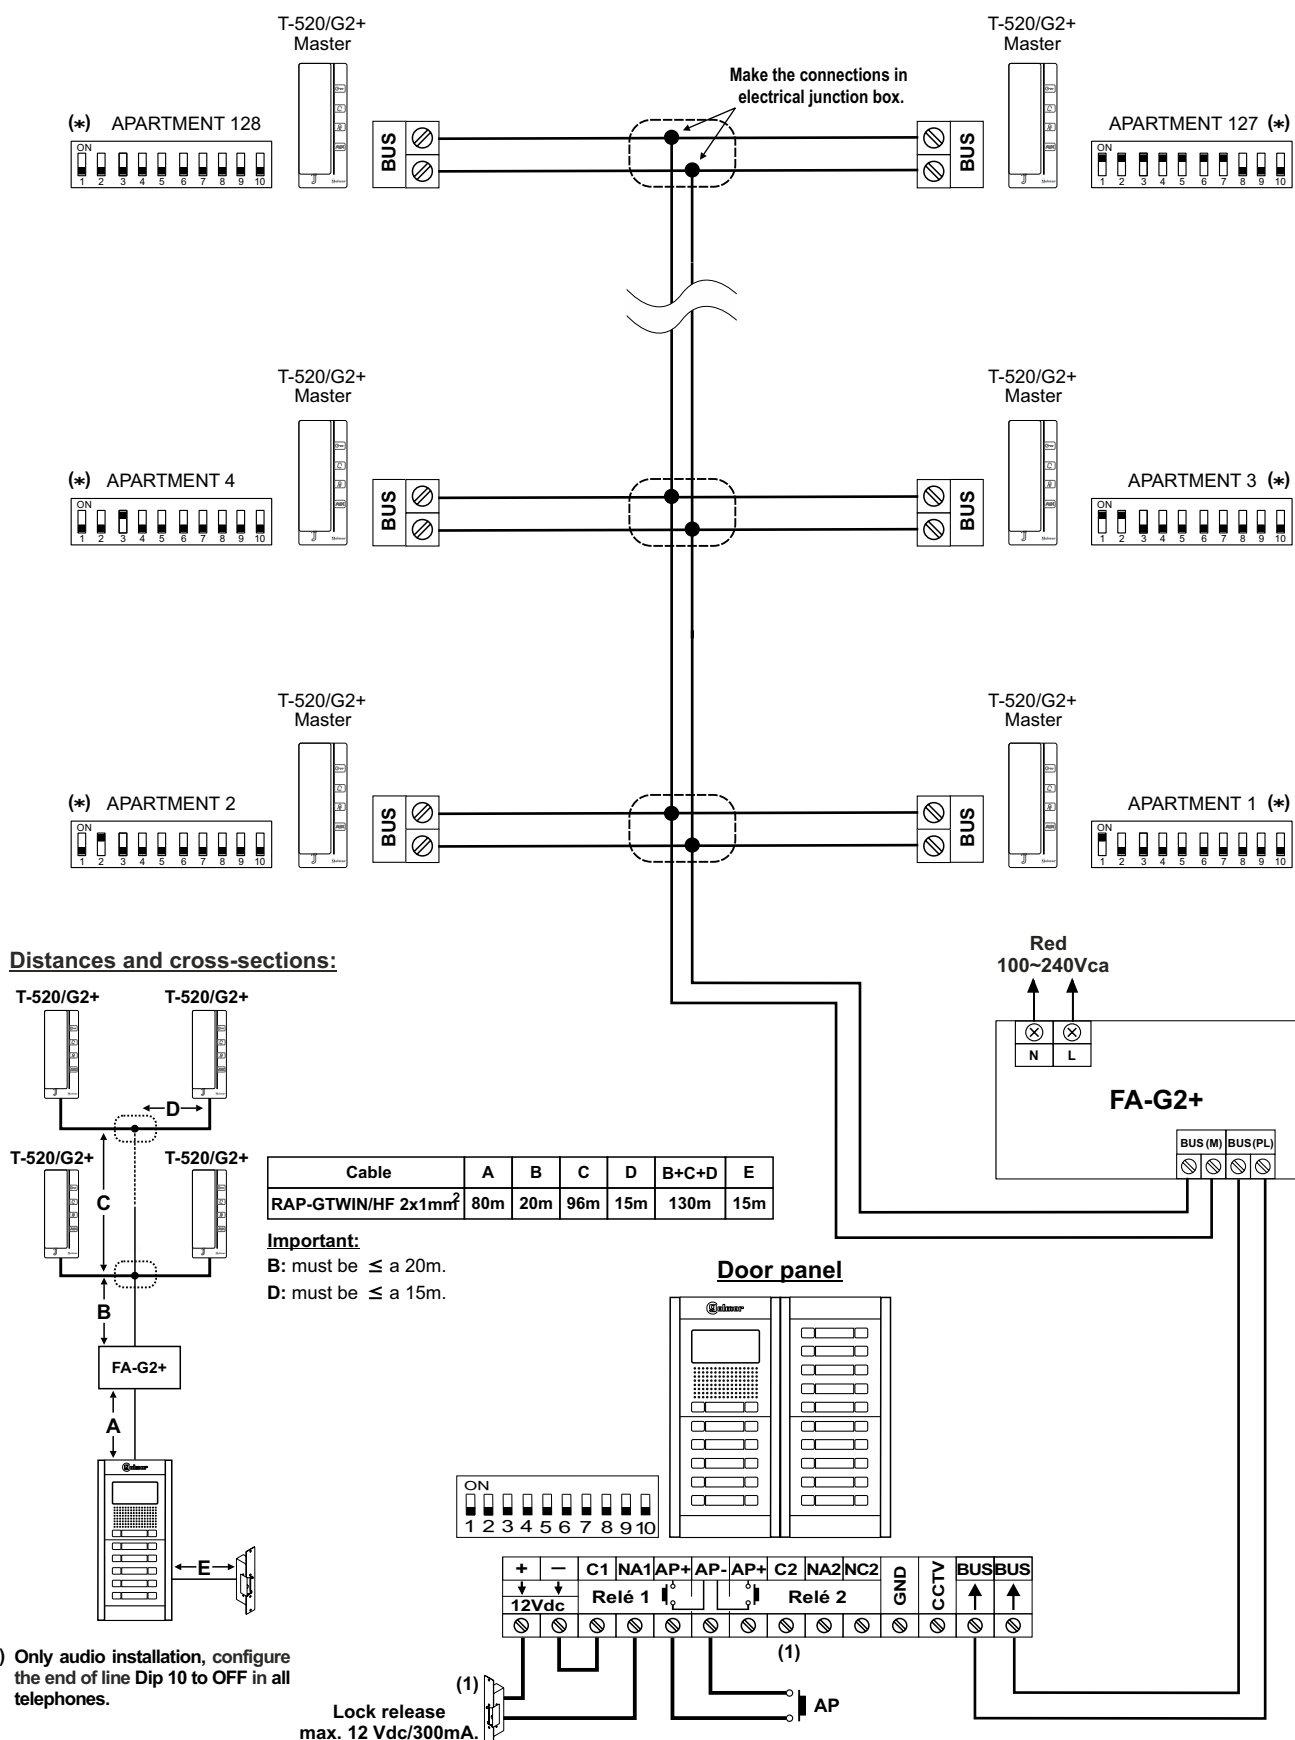 T-520/G2+
Master
T-520/G2+
Master
Make the connections in
electrical junction box.
(*) APARTMENT 128
APARTMENT 127 (*)
ON
1 2 3 4 5 6 7 8 9 10
BUS
BUS
ON
1 2 3 4 5 6 7 8 9 10
T-520/G2+
Master
T-520/G2+
Master
(*) APARTMENT 4
APARTMENT 3 (*)
ON
1 2 3 4 5 6 7 8 9 10
BUS
BUS
ON
1 2 3 4 5 6 7 8 9 10
T-520/G2+
Master
T-520/G2+
Master
(*) APARTMENT 2
APARTMENT 1 (*)
ON
1 2 3 4 5 6 7 8 9 10
BUS
BUS
ON
1 2 3 4 5 6 7 8 9 10
Distances and cross-sections:
T-520/G2+ T-520/G2+
D
T-520/G2+ T-520/G2+
C
B
FA-G2+
A
Golmar
E
Cable A B C D B+C+D E
RAP-GTWIN/HF 2x1mm² 80m 20m 96m 15m 130m 15m
Important:
B: must be ≤ a 20m.
D: must be ≤ a 15m.
Red
100~240Vca
N L
FA-G2+
BUS (M) BUS (PL)
Door panel
Golmar
ON
1 2 3 4 5 6 7 8 9 10
+ − C1 NA1 AP+ AP- AP+ C2 NA2 NC2 GND CCTV BUS BUS
12Vdc Relé 1 Relé 2
(1)
(1)
AP
Lock release
max. 12 Vdc/300mA.
) Only audio installation, configure
the end of line Dip 10 to OFF in all
telephones.